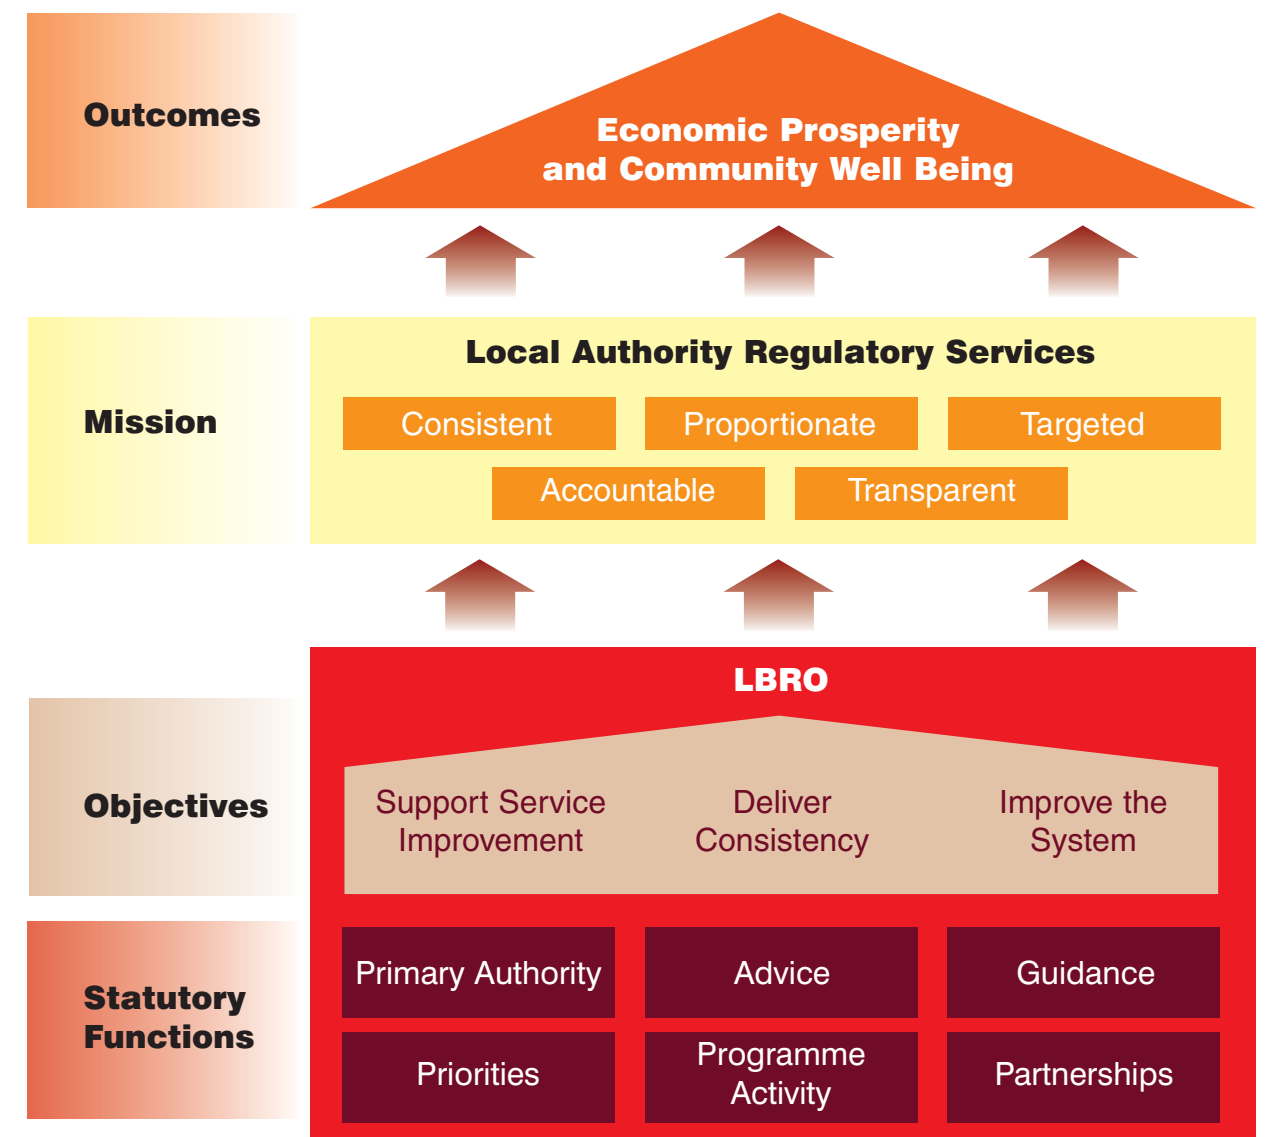 Outcomes
Economic Prosperity
and Community Well Being
Mission
Local Authority Regulatory Services
Consistent
Proportionate
Targeted
Accountable
Transparent
LBRO
Objectives
Support Service
Improvement
Deliver
Consistency
Improve the
System
Statutory
Functions
Primary Authority
Advice
Guidance
Priorities
Programme
Activity
Partnerships